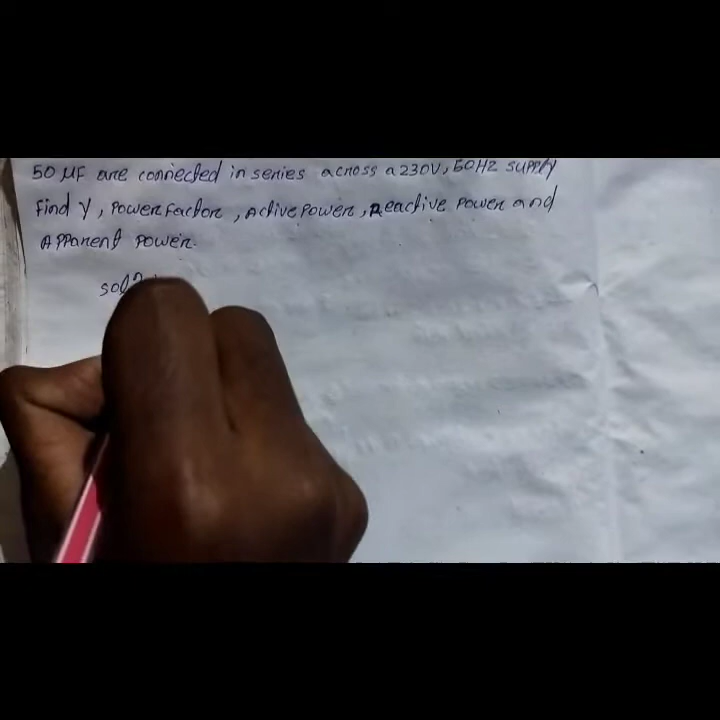 50 μF are connected in series across a 230V, 50HZ supply
find Y, Power factor, Active power, Reactive power and
Apparent power.